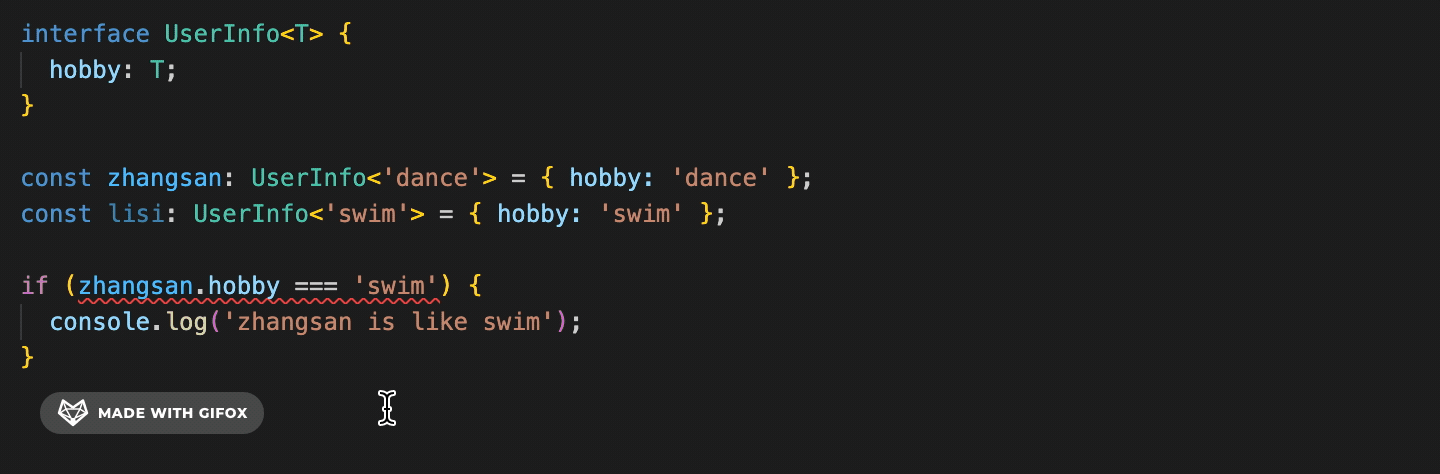 interface UserInfo<T> {
  hobby: T;
}
const zhangsan: UserInfo<'dance'> = { hobby: 'dance' };
const lisi: UserInfo<'swim'> = { hobby: 'swim' };
if (zhangsan.hobby === 'swim') {
  console.log('zhangsan is like swim');
}
MADE WITH GIFOX